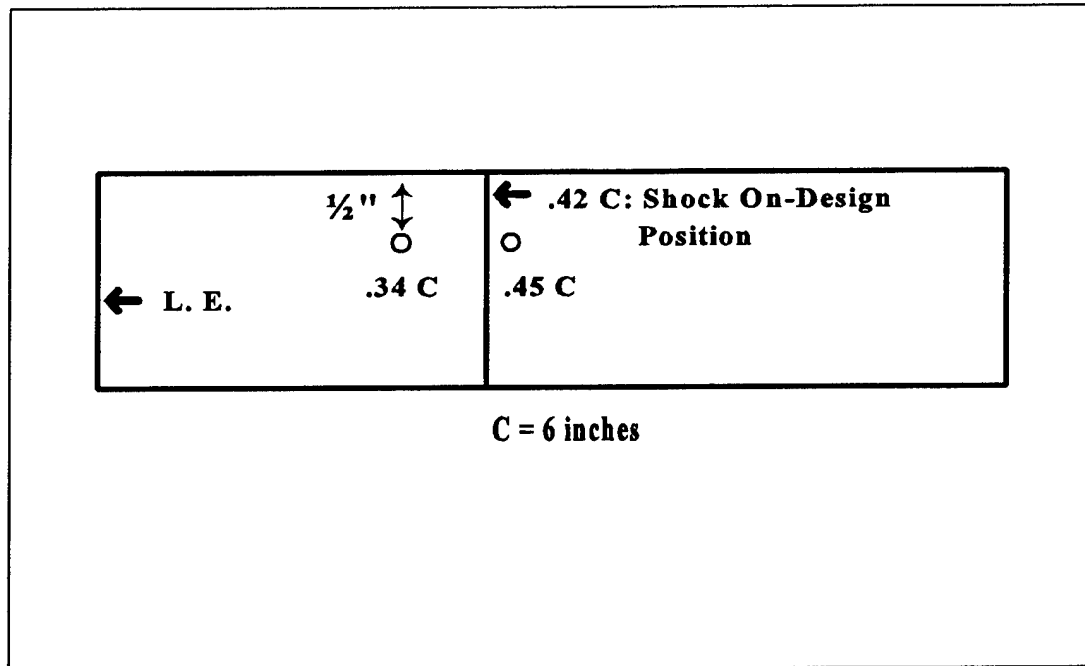 ½"
.42 C: Shock On-Design
Position
.34 C
.45 C
L. E.
C = 6 inches